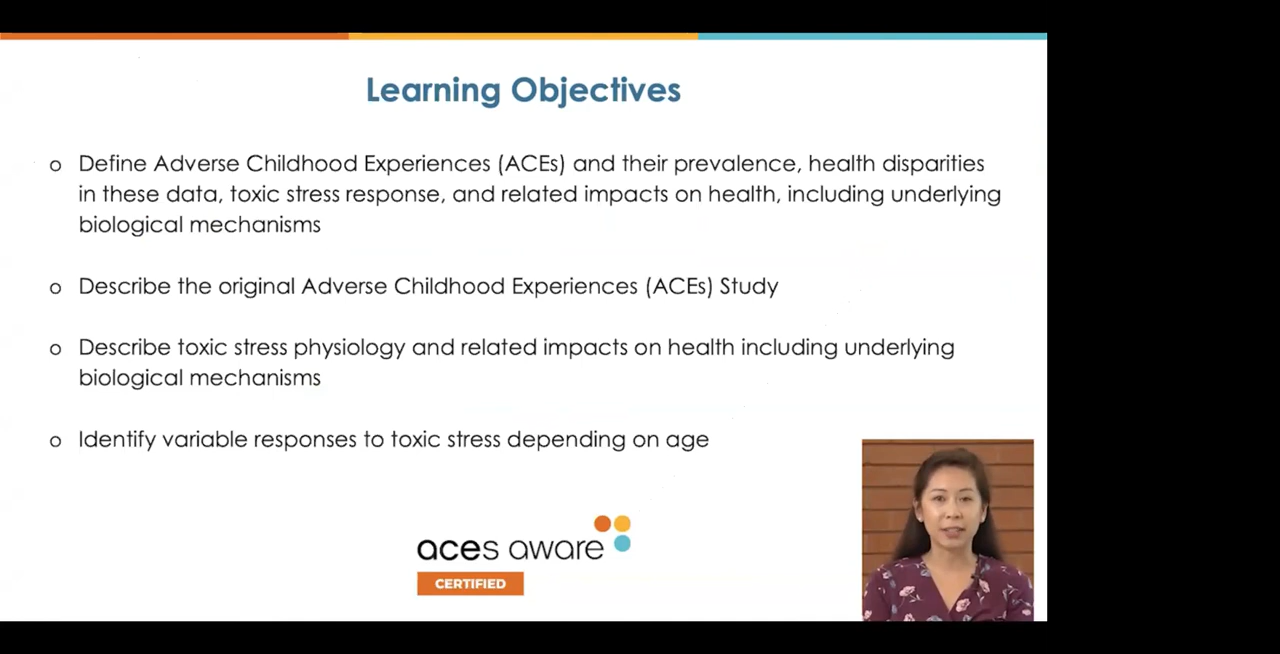 Learning Objectives
o Define Adverse Childhood Experiences (ACEs) and their prevalence, health disparities
in these data, toxic stress response, and related impacts on health, including underlying
biological mechanisms
o Describe the original Adverse Childhood Experiences (ACEs) Study
o Describe toxic stress physiology and related impacts on health including underlying
biological mechanisms
o Identify variable responses to toxic stress depending on age
aces aware
CERTIFIED